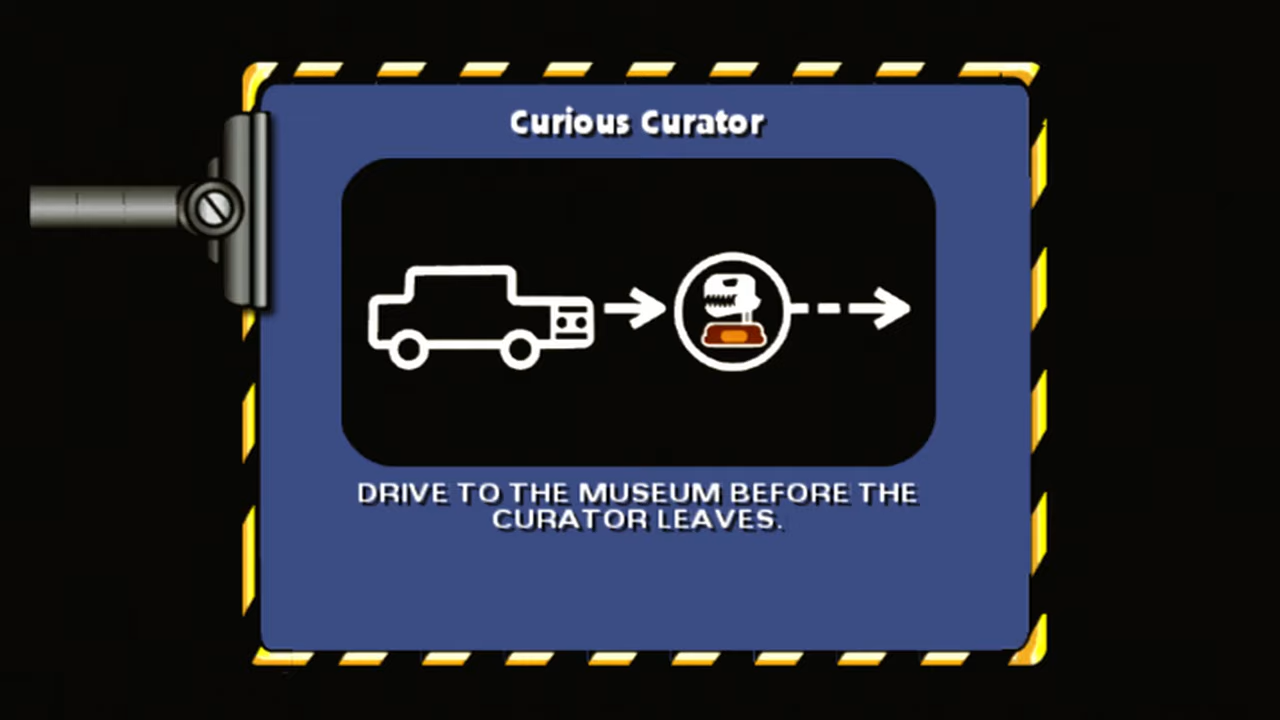 Curious Curator
DRIVE TO THE MUSEUM BEFORE THE
CURATOR LEAVES.